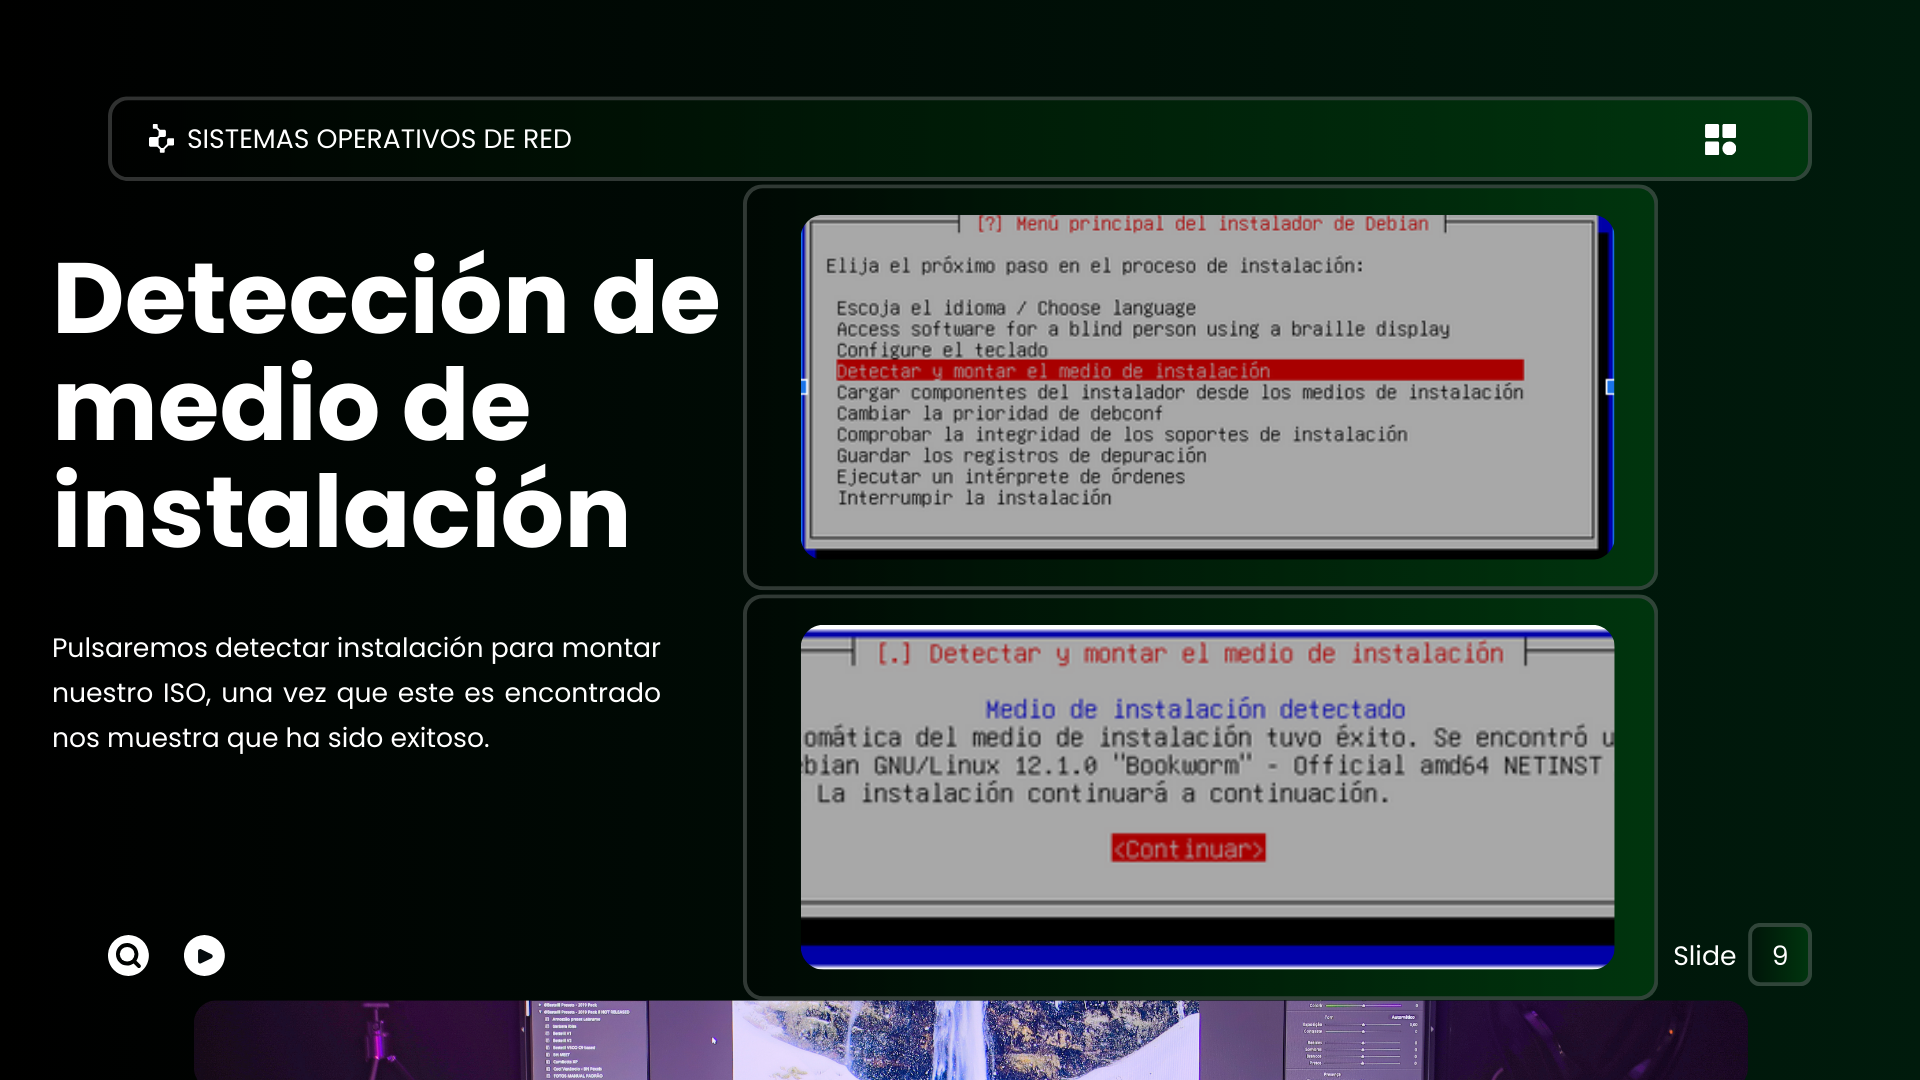 SISTEMAS OPERATIVOS DE RED
Detección de
medio de
instalación
Pulsaremos detectar instalación para montar
nuestro ISO, una vez que este es encontrado
nos muestra que ha sido exitoso.
[?] Menú principal del instalador de Debian
Elija el próximo paso en el proceso de instalación:
Escoja el idioma / Choose language
Access software for a blind person using a braille display
Configure el teclado
Detectar y montar el medio de instalación
Cargar componentes del instalador desde los medios de instalación
Cambiar la prioridad de debconf
Comprobar la integridad de los soportes de instalación
Guardar los registros de depuración
Ejecutar un intérprete de órdenes
Interrumpir la instalación
[.] Detectar y montar el medio de instalación
Medio de instalación detectado
omática del medio de instalación tuvo éxito. Se encontró u
bian GNU/Linux 12.1.0 "Bookworm" - Official amd64 NETINST
La instalación continuará a continuación.
<Continuar>
Slide 9